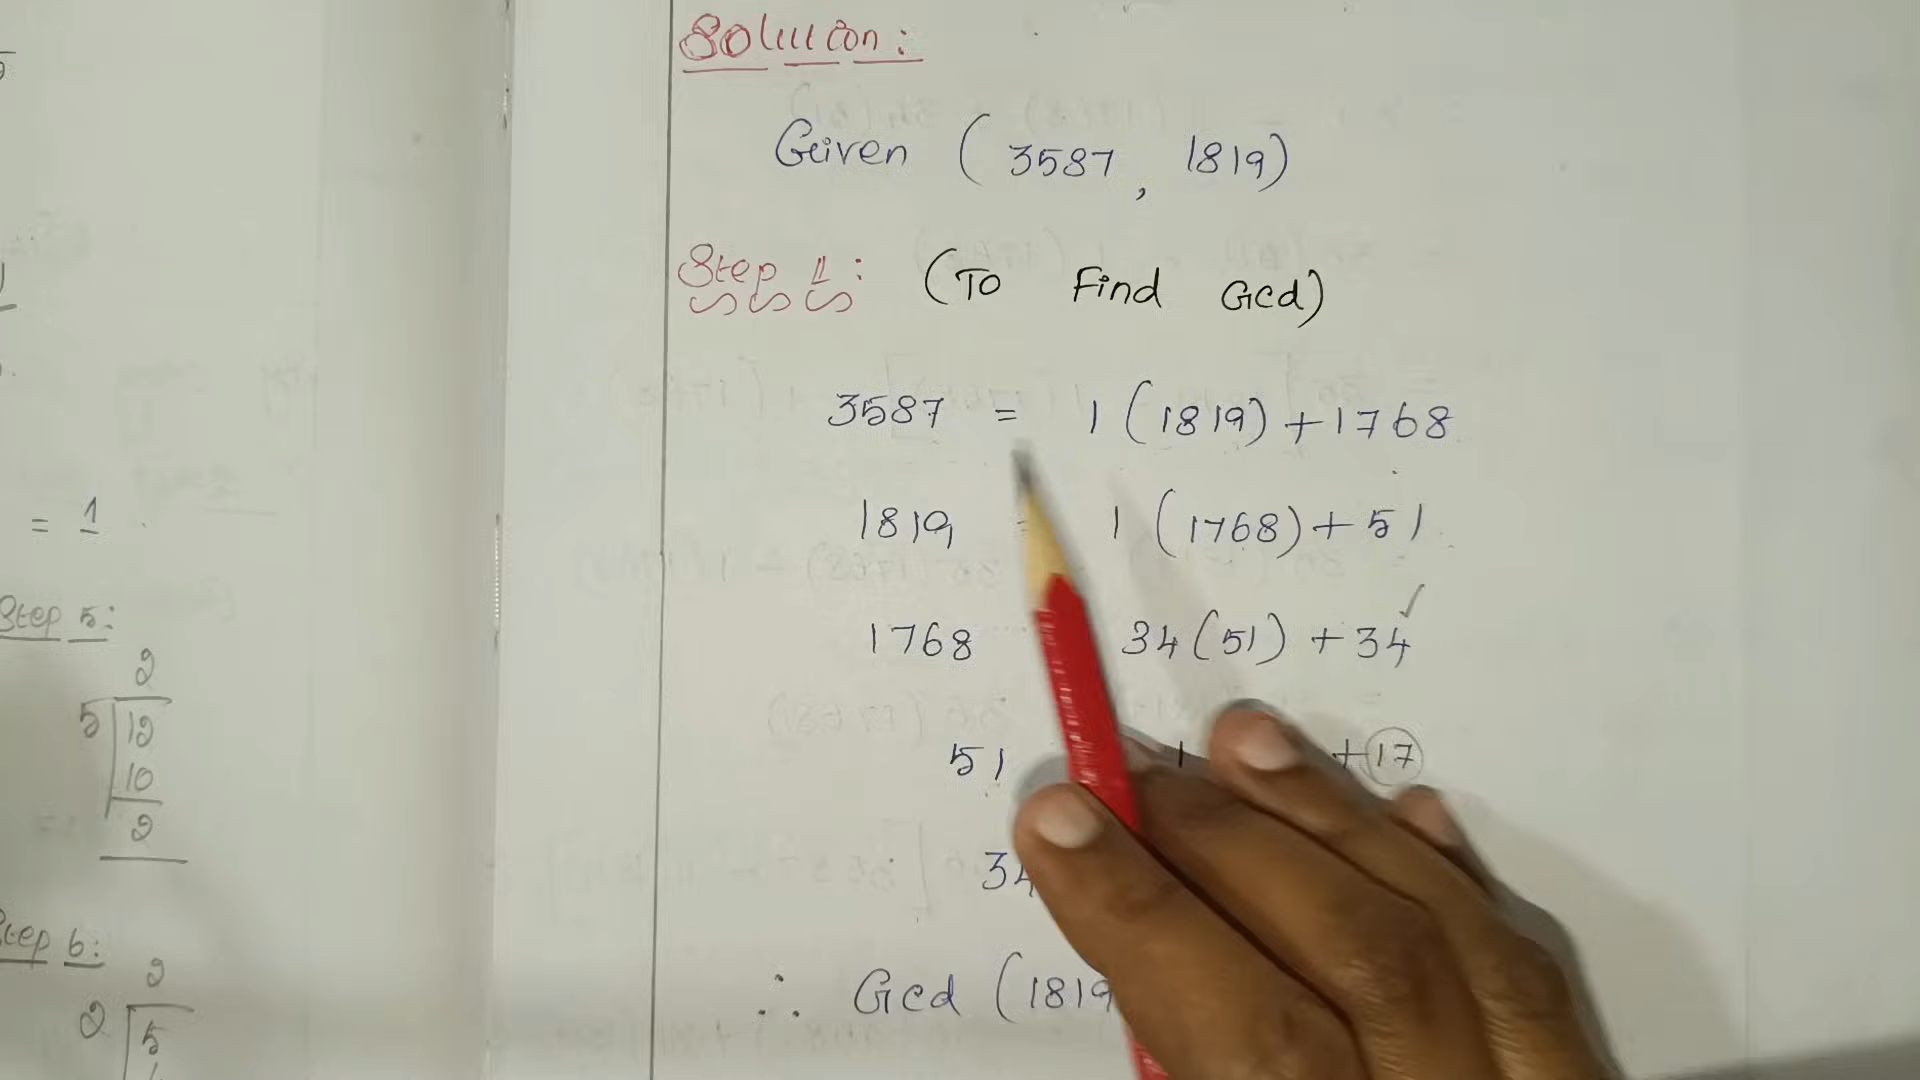 = 1
Step 5:
2
5 12
10
2
Step 6:
2
2 5
Solution:
Given (3587, 1819)
Step 1: (To Find Gcd)
3587 = 1 (1819) + 1768
1819 = 1 (1768) + 51
1768 34 (51) + 34 ✓
51 1 + 17
34
∴ Gcd (1819